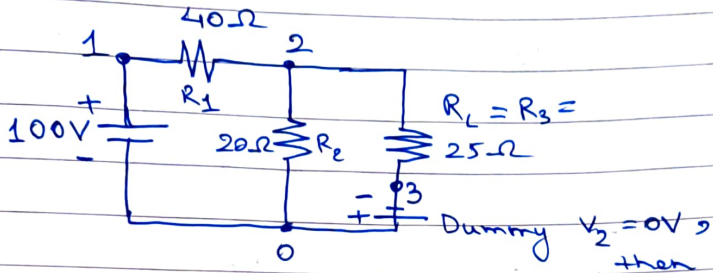 40Ω
1
2
R1
+
100V
-
20Ω R2
RL = R3 =
25Ω
3
-
+
Dummy V2 = 0V,
then
0